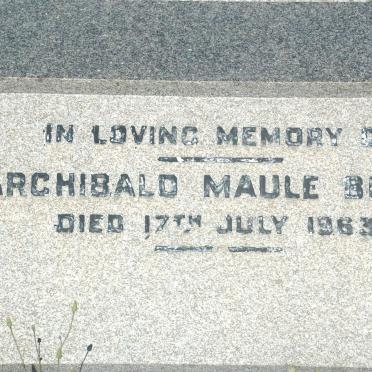 IN LOVING MEMORY
ARCHIBALD MAULE
DIED 17TH JULY 1963